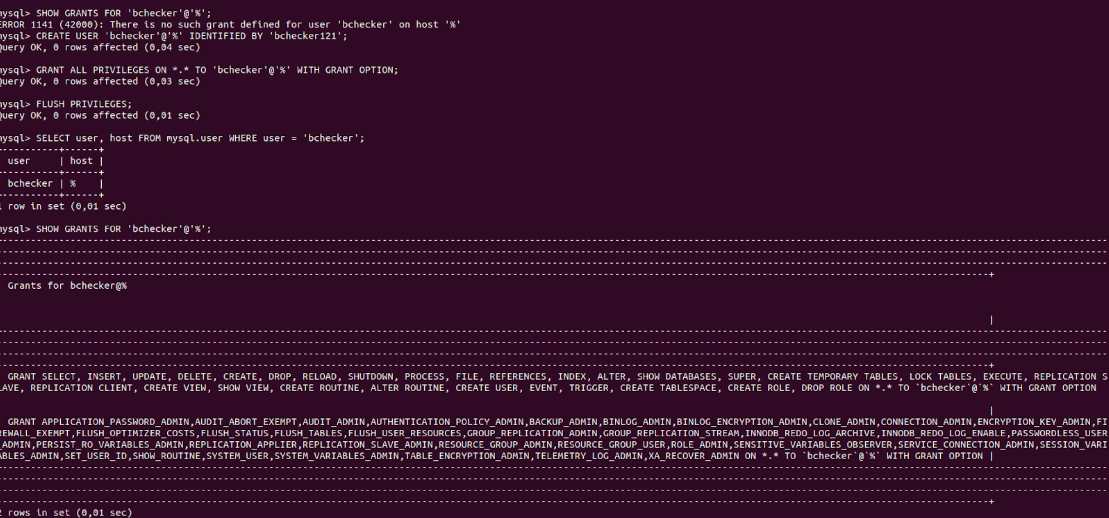 mysql> SHOW GRANTS FOR 'bchecker'@'%';
ERROR 1141 (42000): There is no such grant defined for user 'bchecker' on host '%'
mysql> CREATE USER 'bchecker'@'%' IDENTIFIED BY 'bchecker121';
Query OK, 0 rows affected (0,04 sec)
mysql> GRANT ALL PRIVILEGES ON *.* TO 'bchecker'@'%' WITH GRANT OPTION;
Query OK, 0 rows affected (0,03 sec)
mysql> FLUSH PRIVILEGES;
Query OK, 0 rows affected (0,01 sec)
mysql> SELECT user, host FROM mysql.user WHERE user = 'bchecker';
user | host |
bchecker | % |
1 row in set (0,01 sec)
mysql> SHOW GRANTS FOR 'bchecker'@'%';
Grants for bchecker@%
|
GRANT SELECT, INSERT, UPDATE, DELETE, CREATE, DROP, RELOAD, SHUTDOWN, PROCESS, FILE, REFERENCES, INDEX, ALTER, SHOW DATABASES, SUPER, CREATE TEMPORARY TABLES, LOCK TABLES, EXECUTE, REPLICATION S
LAVE, REPLICATION CLIENT, CREATE VIEW, SHOW VIEW, CREATE ROUTINE, ALTER ROUTINE, CREATE USER, EVENT, TRIGGER, CREATE TABLESPACE, CREATE ROLE, DROP ROLE ON *.* TO `bchecker`@`%` WITH GRANT OPTION
|
GRANT APPLICATION_PASSWORD_ADMIN,AUDIT_ABORT_EXEMPT,AUDIT_ADMIN,AUTHENTICATION_POLICY_ADMIN,BACKUP_ADMIN,BINLOG_ADMIN,BINLOG_ENCRYPTION_ADMIN,CLONE_ADMIN,CONNECTION_ADMIN,ENCRYPTION_KEY_ADMIN,FI
REWALL_EXEMPT,FLUSH_OPTIMIZER_COSTS,FLUSH_STATUS,FLUSH_TABLES,FLUSH_USER_RESOURCES,GROUP_REPLICATION_ADMIN,GROUP_REPLICATION_STREAM,INNODB_REDO_LOG_ARCHIVE,INNODB_REDO_LOG_ENABLE,PASSWORDLESS_USER
_ADMIN,PERSIST_RO_VARIABLES_ADMIN,REPLICATION_APPLIER,REPLICATION_SLAVE_ADMIN,RESOURCE_GROUP_ADMIN,RESOURCE_GROUP_USER,ROLE_ADMIN,SENSITIVE_VARIABLES_OBSERVER,SERVICE_CONNECTION_ADMIN,SESSION_VARI
ABLES_ADMIN,SET_USER_ID,SHOW_ROUTINE,SYSTEM_USER,SYSTEM_VARIABLES_ADMIN,TABLE_ENCRYPTION_ADMIN,TELEMETRY_LOG_ADMIN,XA_RECOVER_ADMIN ON *.* TO `bchecker`@`%` WITH GRANT OPTION |
2 rows in set (0,01 sec)